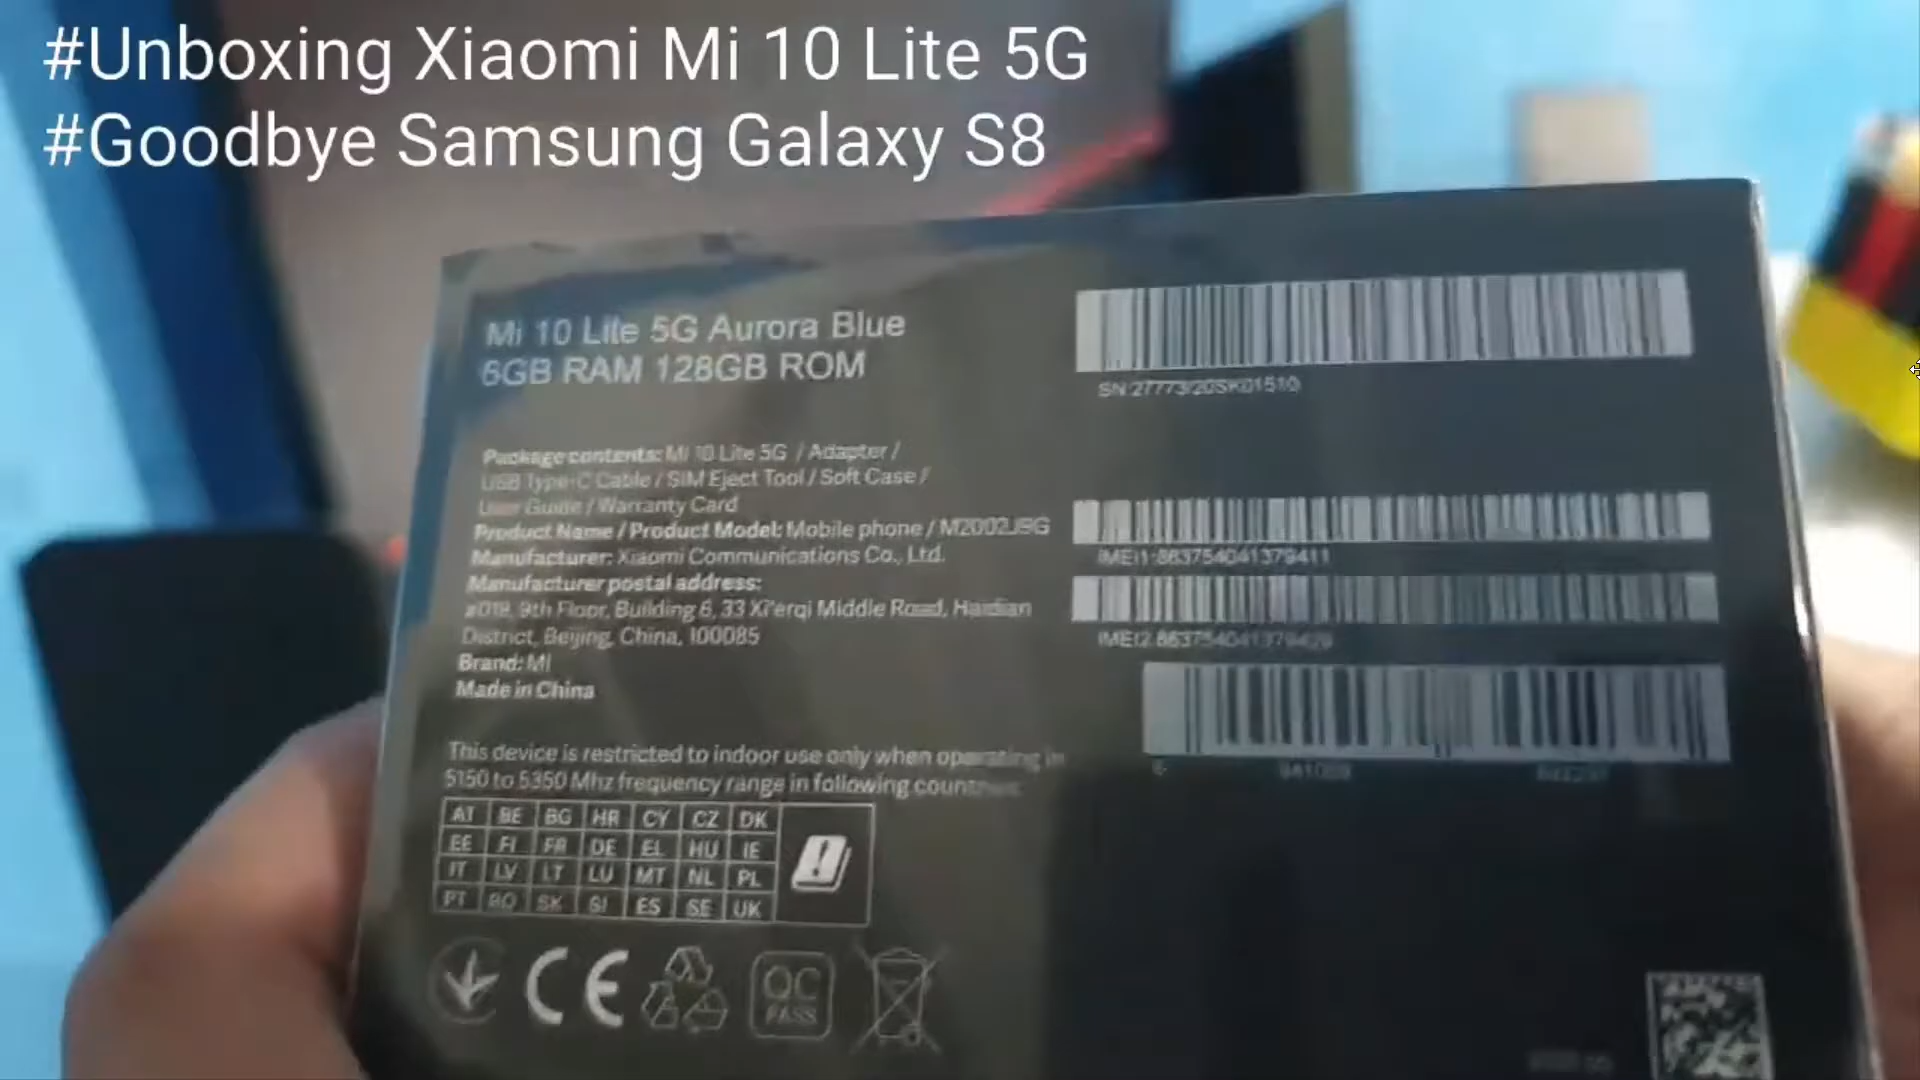 #Unboxing Xiaomi Mi 10 Lite 5G
#Goodbye Samsung Galaxy S8
Mi 10 Lite 5G Aurora Blue
6GB RAM 128GB ROM
Package contents: Mi 10 Lite 5G / Adapter /
USB Type-C Cable / SIM Eject Tool / Soft Case /
User Guide / Warranty Card
Product Name / Product Model: Mobile phone / M2002J9G
Manufacturer: Xiaomi Communications Co., Ltd.
Manufacturer postal address:
#019, 9th Floor, Building 6, 33 Xi'erqi Middle Road, Haidian
District, Beijing, China, 100085
Brand: MI
Made in China
This device is restricted to indoor use only when operating in
5150 to 5350 Mhz frequency range in following countries:
AT BE BG HR CY CZ DK
EE FI FR DE EL HU IE
IT LV LT LU MT NL PL
PT RO SK SI ES SE UK
CE
QC
PASS
SN:
IMEI1:863754041379411
IMEI2: